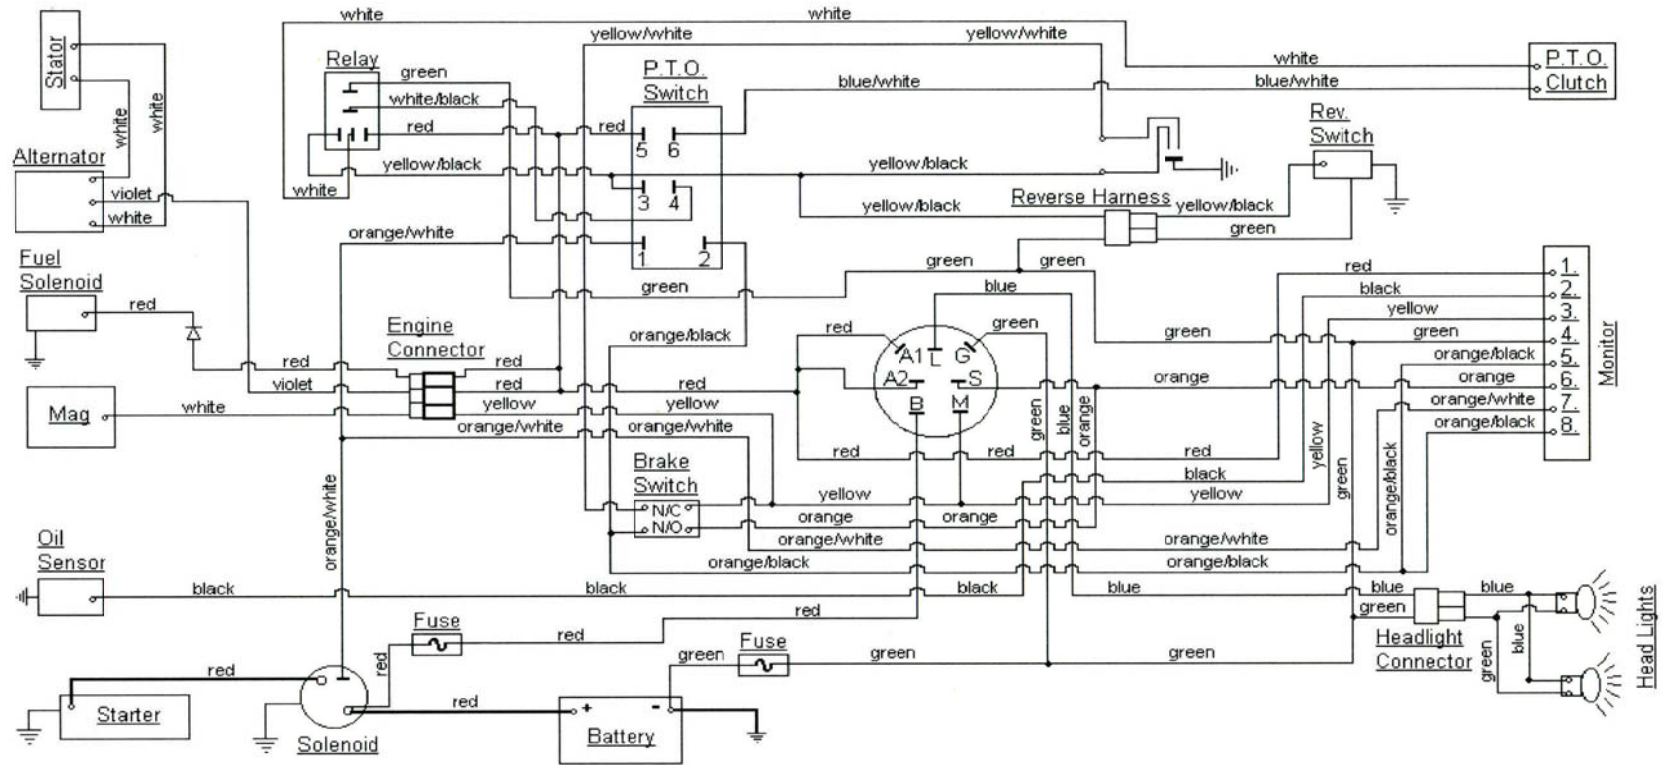 white white
yellow/white yellow/white
Stator
Relay
green
P.T.O.
Switch
white/black
red red
5 6
blue/white blue/white
white
P.T.O.
Clutch
Rev.
Switch
white
white
Alternator
violet
white
yellow/black yellow/black
white
3 4
Reverse Harness
yellow/black yellow/black
green
orange/white
1 2
Fuel
Solenoid
red
green green
green
blue
red
black
yellow
green green
orange/black
orange orange
orange/white
orange/black
1.
2.
3.
4.
5.
6.
7.
8.
Monitor
Engine
Connector
orange/black
red
green
A1 L G
A2 S
B M
red red
violet red red
Mag
white
yellow yellow
orange/white orange/white
green
blue
orange
yellow
green
orange/black
red red red
black
Brake
Switch
N/C
N/O
yellow yellow
orange orange
orange/white orange/white
orange/black orange/black
orange/white
Oil
Sensor
black black black
blue blue blue
green
Headlight
Connector
green
blue
Head Lights
Fuse
red red
red
Fuse
green green green
red
Starter
Solenoid
red
+ -
Battery